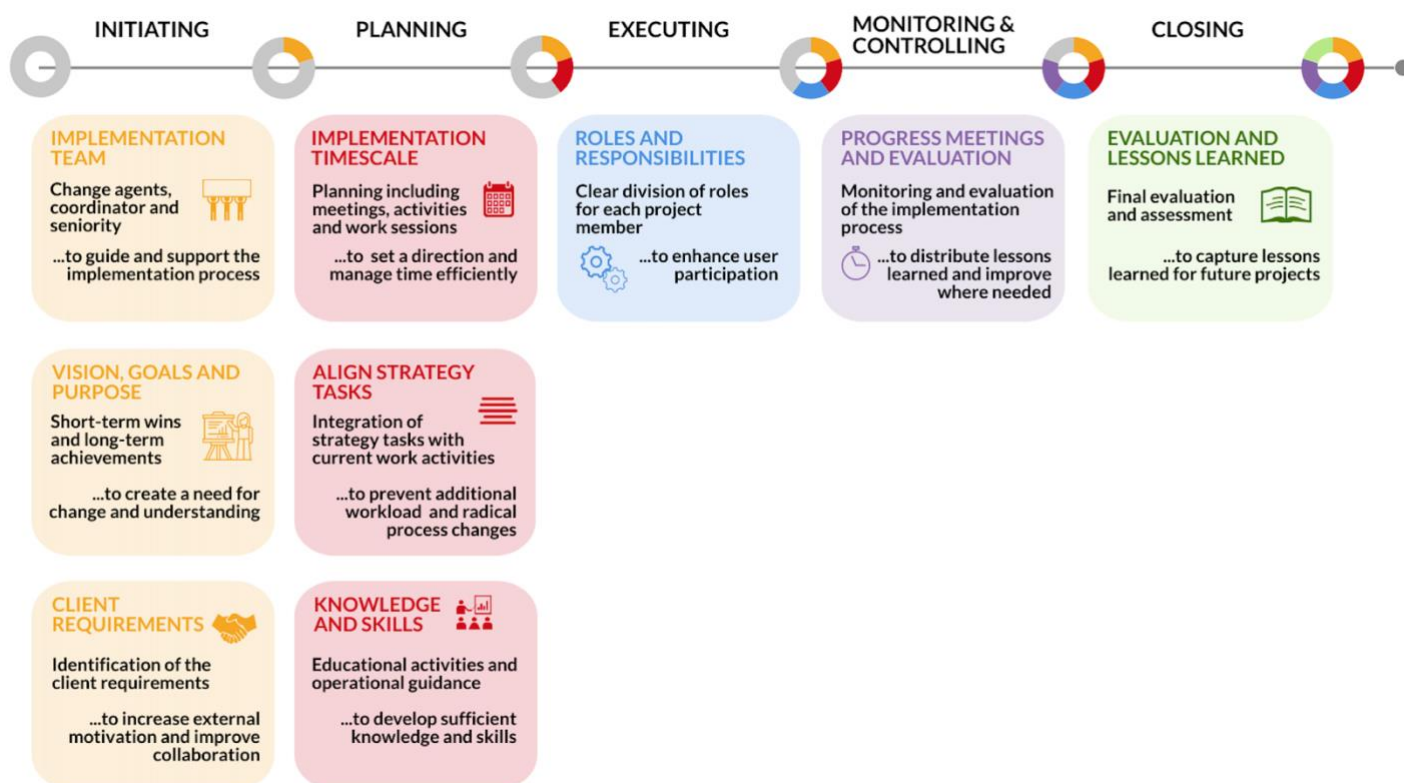 INITIATING
PLANNING
EXECUTING
MONITORING &
CONTROLLING
CLOSING
IMPLEMENTATION
TEAM
Change agents,
coordinator and
seniority
...to guide and support the
implementation process
IMPLEMENTATION
TIMESCALE
Planning including
meetings, activities
and work sessions
...to set a direction and
manage time efficiently
ROLES AND
RESPONSIBILITIES
Clear division of roles
for each project
member
...to enhance user
participation
PROGRESS MEETINGS
AND EVALUATION
Monitoring and evaluation
of the implementation
process
...to distribute lessons
learned and improve
where needed
EVALUATION AND
LESSONS LEARNED
Final evaluation
and assessment
...to capture lessons
learned for future projects
VISION, GOALS AND
PURPOSE
Short-term wins
and long-term
achievements
...to create a need for
change and understanding
ALIGN STRATEGY
TASKS
Integration of
strategy tasks with
current work activities
...to prevent additional
workload and radical
process changes
CLIENT
REQUIREMENTS
Identification of the
client requirements
...to increase external
motivation and improve
collaboration
KNOWLEDGE
AND SKILLS
Educational activities and
operational guidance
...to develop sufficient
knowledge and skills